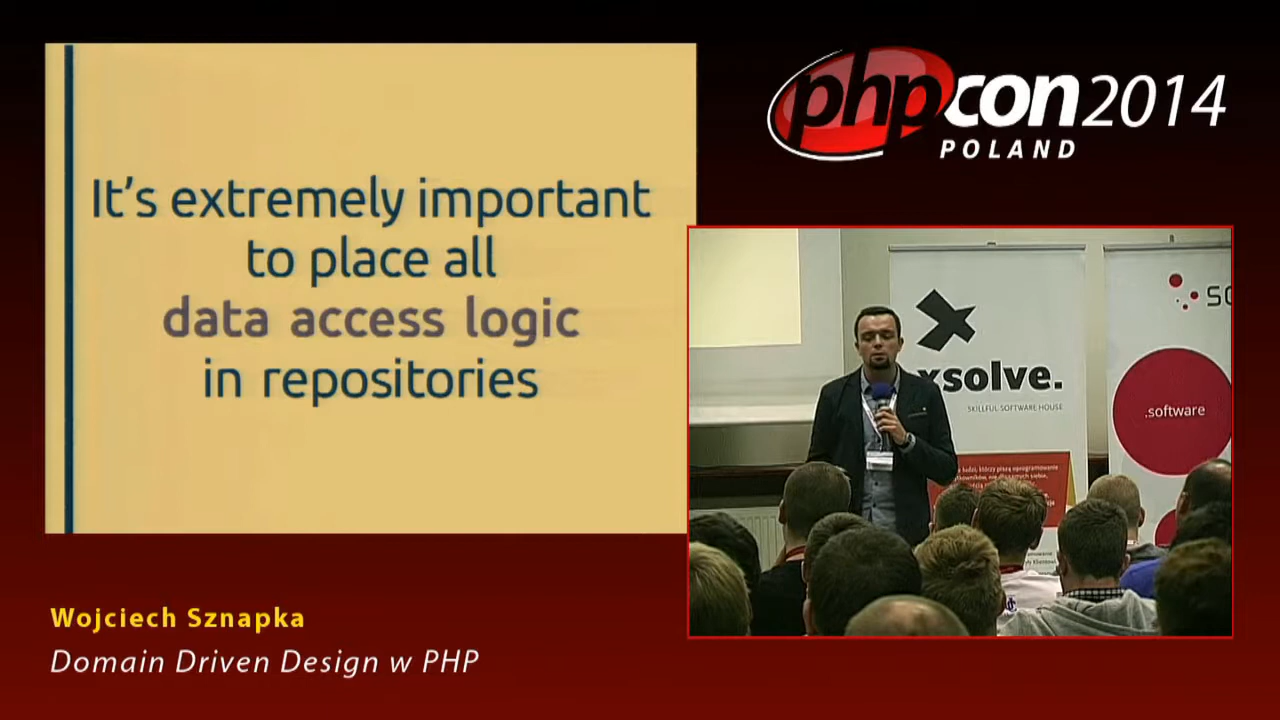 It's extremely important
to place all
data access logic
in repositories
phpcon2014
POLAND
xsolve.
SKILLFUL SOFTWARE HOUSE
.software
Wojciech Sznapka
Domain Driven Design w PHP